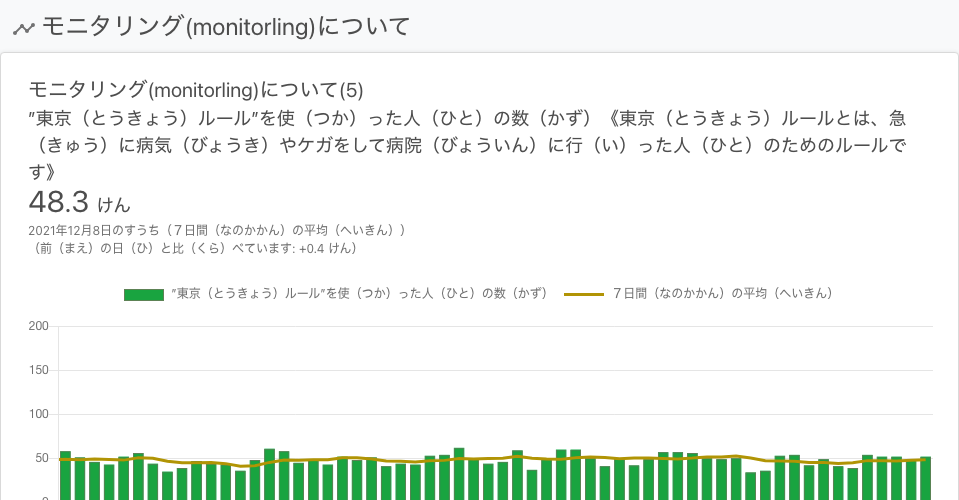 モニタリング(monitorling)について
モニタリング(monitorling)について(5)
”東京（とうきょう）ルール”を使（つか）った人（ひと）の数（かず）《東京（とうきょう）ルールとは、急
（きゅう）に病気（びょうき）やケガをして病院（びょういん）に行（い）った人（ひと）のためのルールで
す》
48.3 けん
2021年12月8日のすうち（７日間（なのかかん）の平均（へいきん））
（前（まえ）の日（ひ）と比（くら）べています: +0.4 けん）
”東京（とうきょう）ルール”を使（つか）った人（ひと）の数（かず） ７日間（なのかかん）の平均（へいきん）
200
150
100
50
0